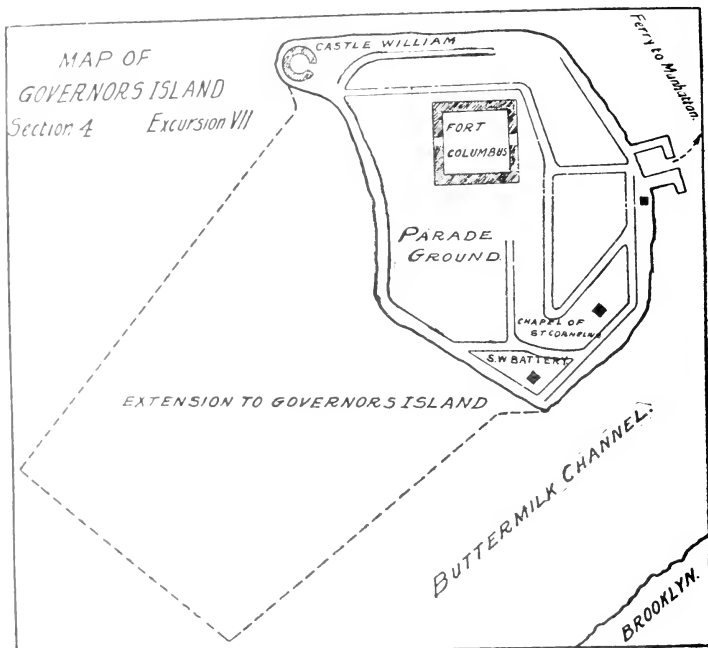 MAP OF
GOVERNORS ISLAND
Section 4 Excursion VII
CASTLE WILLIAM
Ferry to Manhattan.
FORT
COLUMBUS
PARADE
GROUND.
CHAPEL OF
ST CORNELIUS
S.W BATTERY
EXTENSION TO GOVERNORS ISLAND
BUTTERMILK CHANNEL.
BROOKLYN.